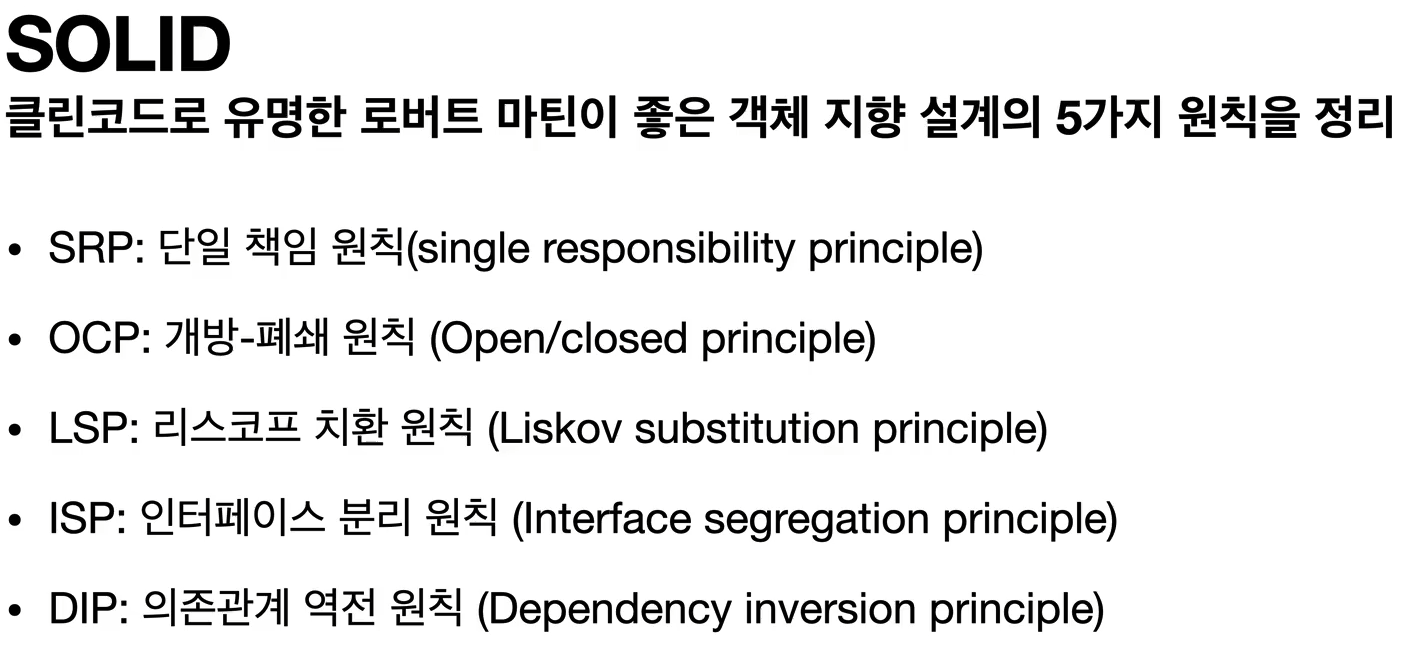 SOLID
클린코드로 유명한 로버트 마틴이 좋은 객체 지향 설계의 5가지 원칙을 정리
• SRP: 단일 책임 원칙(single responsibility principle)
• OCP: 개방-폐쇄 원칙 (Open/closed principle)
• LSP: 리스코프 치환 원칙 (Liskov substitution principle)
• ISP: 인터페이스 분리 원칙 (Interface segregation principle)
• DIP: 의존관계 역전 원칙 (Dependency inversion principle)